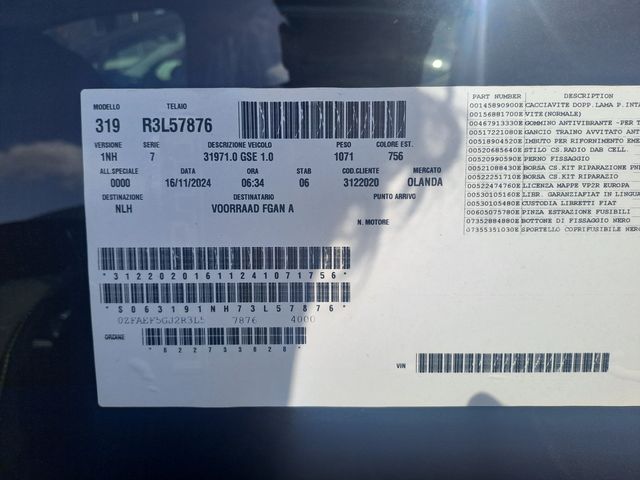 MODELLO TELAIO
319 R3L57876
VERSIONE SERIE DESCRIZIONE VEICOLO PESO COLORE EST.
1NH 7 31971.0 GSE 1.0 1071 756
ALL.SPECIALE DATA ORA STAB COD.CLIENTE MERCATO
0000 16/11/2024 06:34 06 3122020 OLANDA
DESTINAZIONE DESTINATARIO PUNTO ARRIVO
NLH VOORRAAD FGAN A
N. MOTORE
*31220201611241071756*
*S063191NH73L57876*
0ZFAEF5GJ2R3L5 7876 4000
ORDINE
*82273382 8*
VIN
PART NUMBER DESCRIPTION
00145890900E CACCIAVITE DOPP.LAMA P.INTA
00156881700E VITE(NORMALE)
00467913330E GOMMINO ANTIVIBRANTE -PER T
00517221080E GANCIO TRAINO AVVITATO ANT
00518904520E IMBUTO PER RIFORNIMENTO EME
00520685640E STILO CS.RADIO DAB CELL.
00520990590E PERNO FISSAGGIO
00521088430E BORSA CS.KIT RIPARAZIONE PN
00522251710E BORSA CS.KIT RIPARAZIO
00522474760E LICENZA MAPPE VP2R EUROPA
00530105160E LIBR. GARANZIAFIAT IN LINGUA
00530105480E CUSTODIA LIBRETTI FIAT
00605075780E PINZA ESTRAZIONE FUSIBILI
07352884880E BOTTONE DI FISSAGGIO NERO
07355351030E SPORTELLO COPRIFUSIBILE NERO